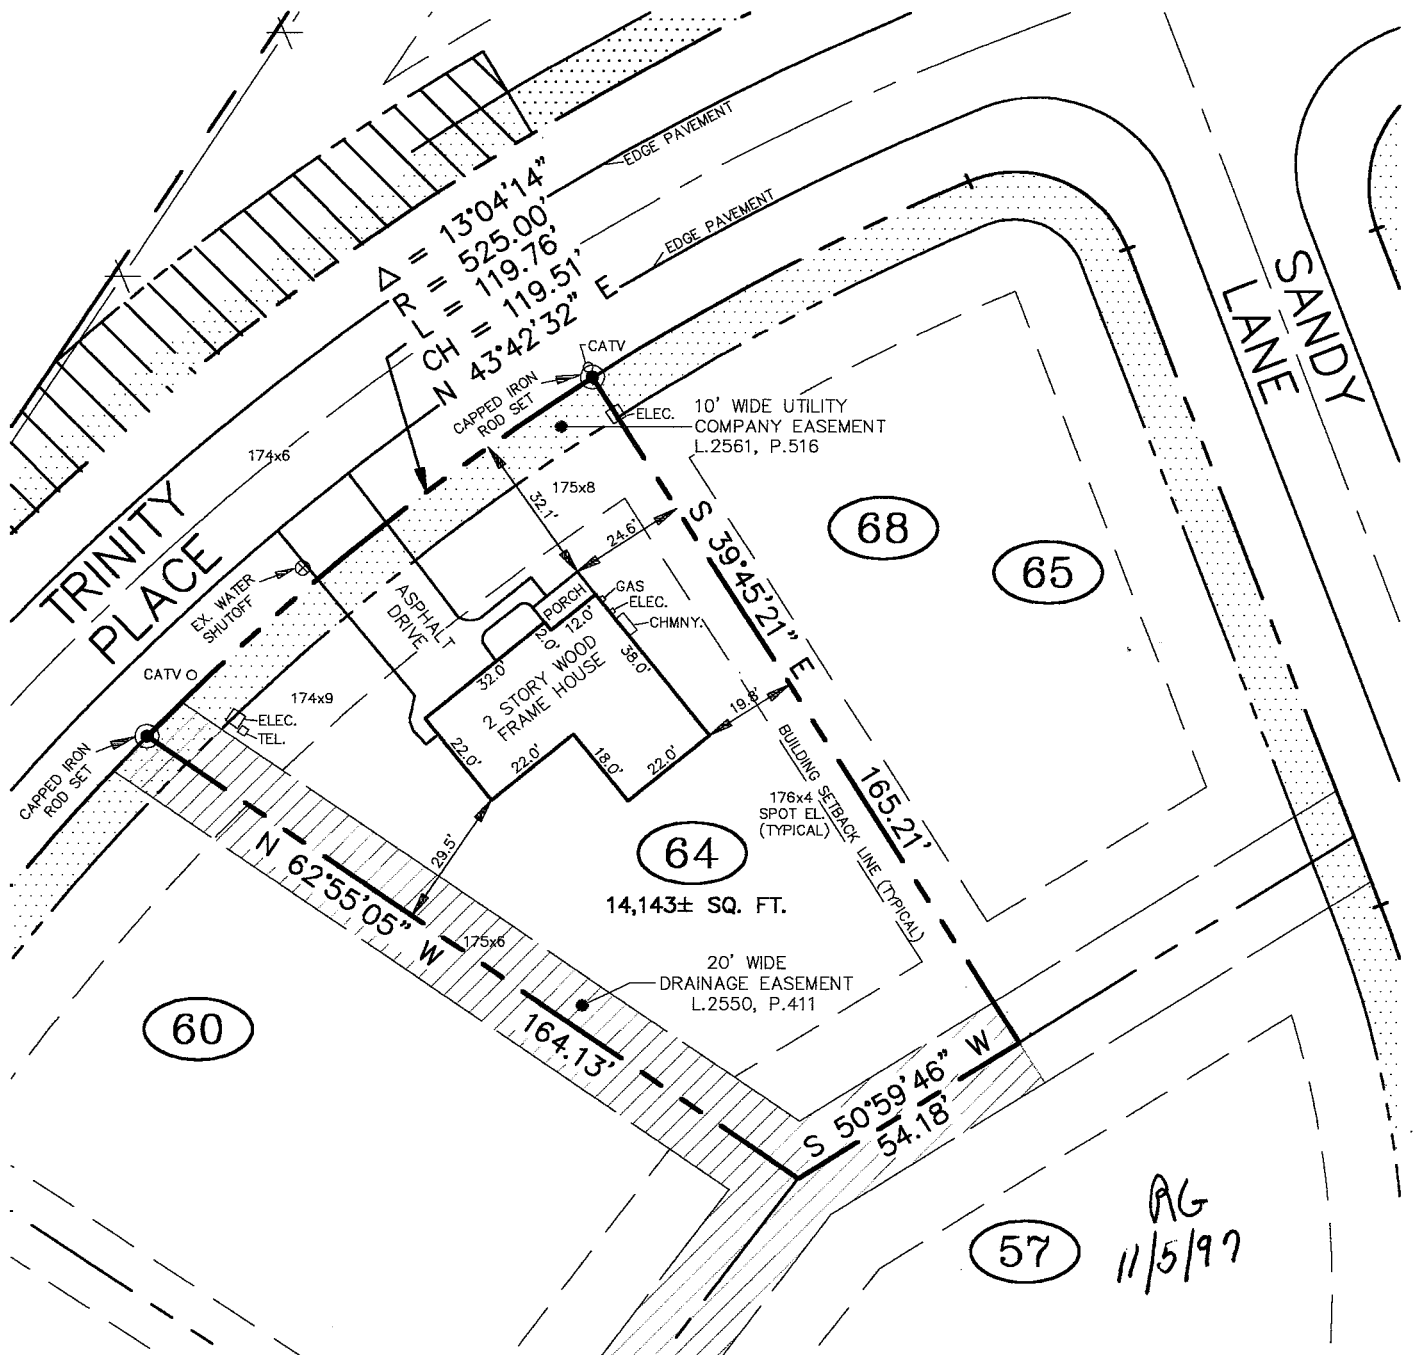 Δ = 13°04'14"
R = 525.00'
L = 119.76'
CH = 119.51'
N 43°42'32" E
EDGE PAVEMENT
EDGE PAVEMENT
SANDY
LANE
CATV
CAPPED IRON
ROD SET
ELEC.
10' WIDE UTILITY
COMPANY EASEMENT
L.2561, P.516
174x6
175x8
32.1'
24.6'
TRINITY
PLACE
EX. WATER
SHUTOFF
ASPHALT
DRIVE
PORCH
GAS
ELEC.
CHMNY.
12.0'
2.0'
32.0'
38.0'
2 STORY WOOD
FRAME HOUSE
22.0'
22.0'
18.0'
22.0'
19.8'
S 39°45'21" E
165.21'
68
65
CATV
174x9
ELEC.
TEL.
CAPPED IRON
ROD SET
29.5'
BUILDING SETBACK LINE (TYPICAL)
176x4
SPOT EL.
(TYPICAL)
64
14,143± SQ. FT.
N 62°55'05" W
164.13'
175x6
20' WIDE
DRAINAGE EASEMENT
L.2550, P.411
60
S 50°59'46" W
54.18'
57
RG
11/5/97